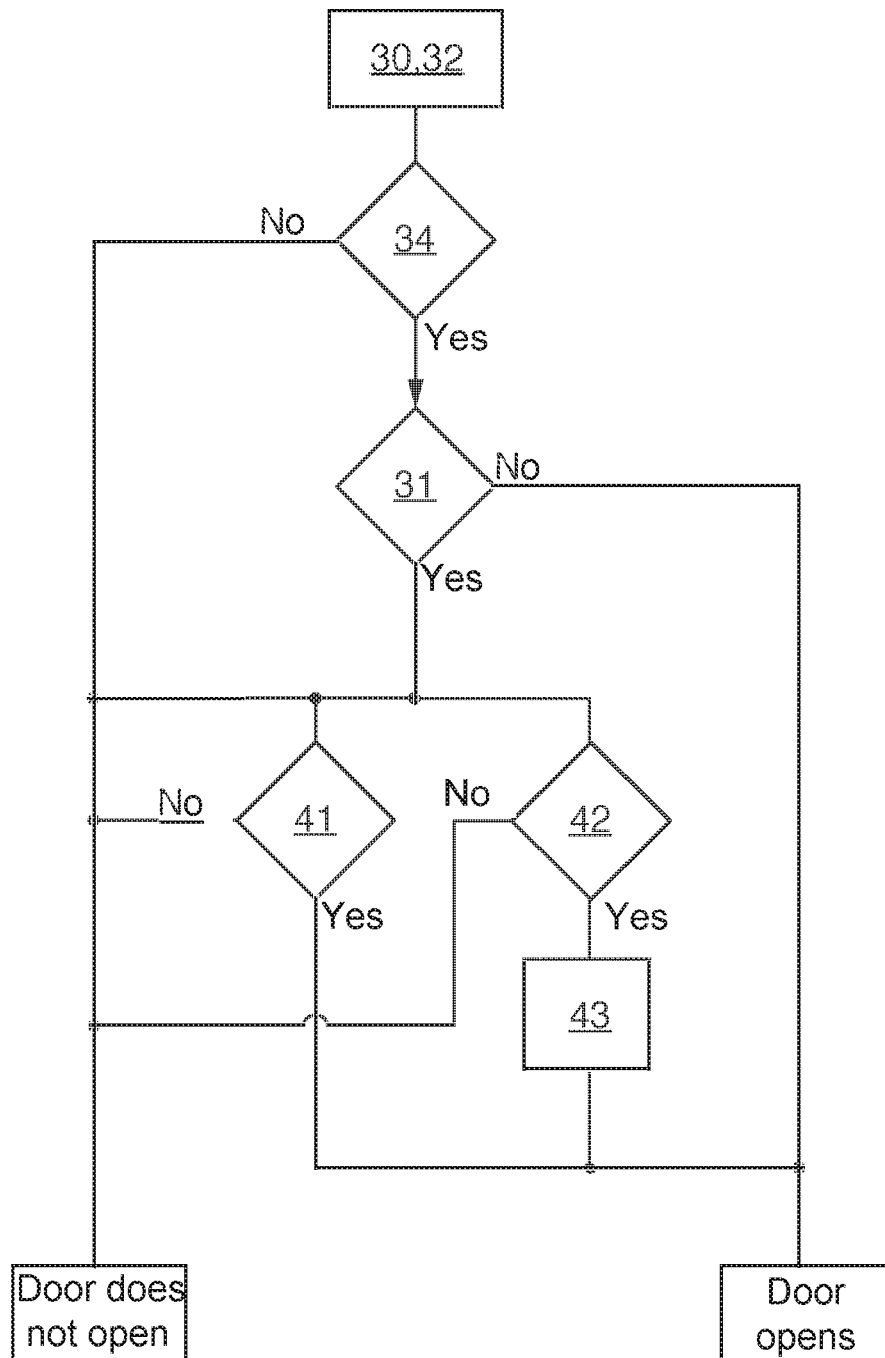 30,32
No
34
Yes
31
No
Yes
No
41
No
42
Yes
Yes
43
Door does
not open
Door
opens